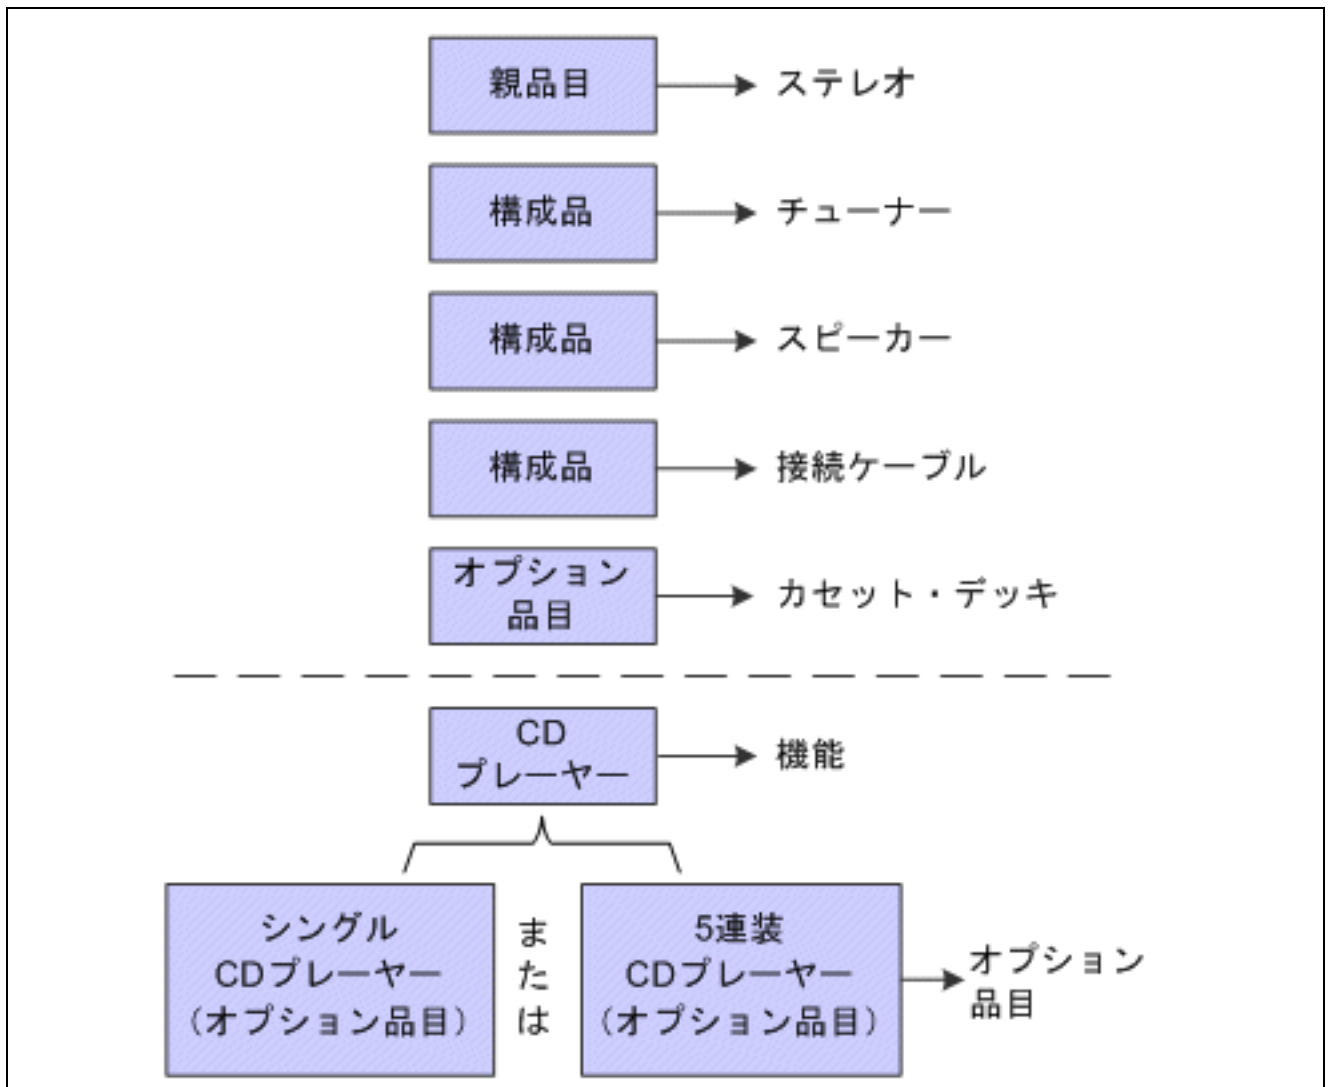 親品目
ステレオ
構成品
チューナー
構成品
スピーカー
構成品
接続ケーブル
オプション
品目
カセット・デッキ
CD
プレーヤー
機能
シングル
CDプレーヤー
(オプション品目)
または
5連装
CDプレーヤー
(オプション品目)
オプション
品目